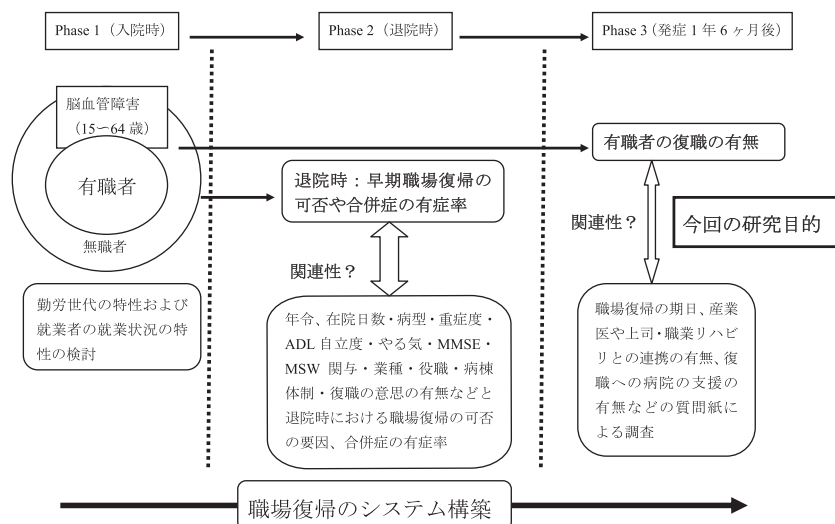 Phase 1（入院時）
Phase 2（退院時）
Phase 3（発症 1 年 6 ヶ月後）
脳血管障害
（15〜64 歳）
有職者
無職者
勤労世代の特性および
就業者の就業状況の特
性の検討
退院時：早期職場復帰の
可否や合併症の有症率
関連性？
年令、在院日数・病型・重症度・
ADL 自立度・やる気・MMSE・
MSW 関与・業種・役職・病棟
体制・復職の意思の有無などと
退院時における職場復帰の可否
の要因、合併症の有症率
有職者の復職の有無
関連性？
今回の研究目的
職場復帰の期日、産業
医や上司・職業リハビ
リとの連携の有無、復
職への病院の支援の
有無などの質問紙に
よる調査
職場復帰のシステム構築